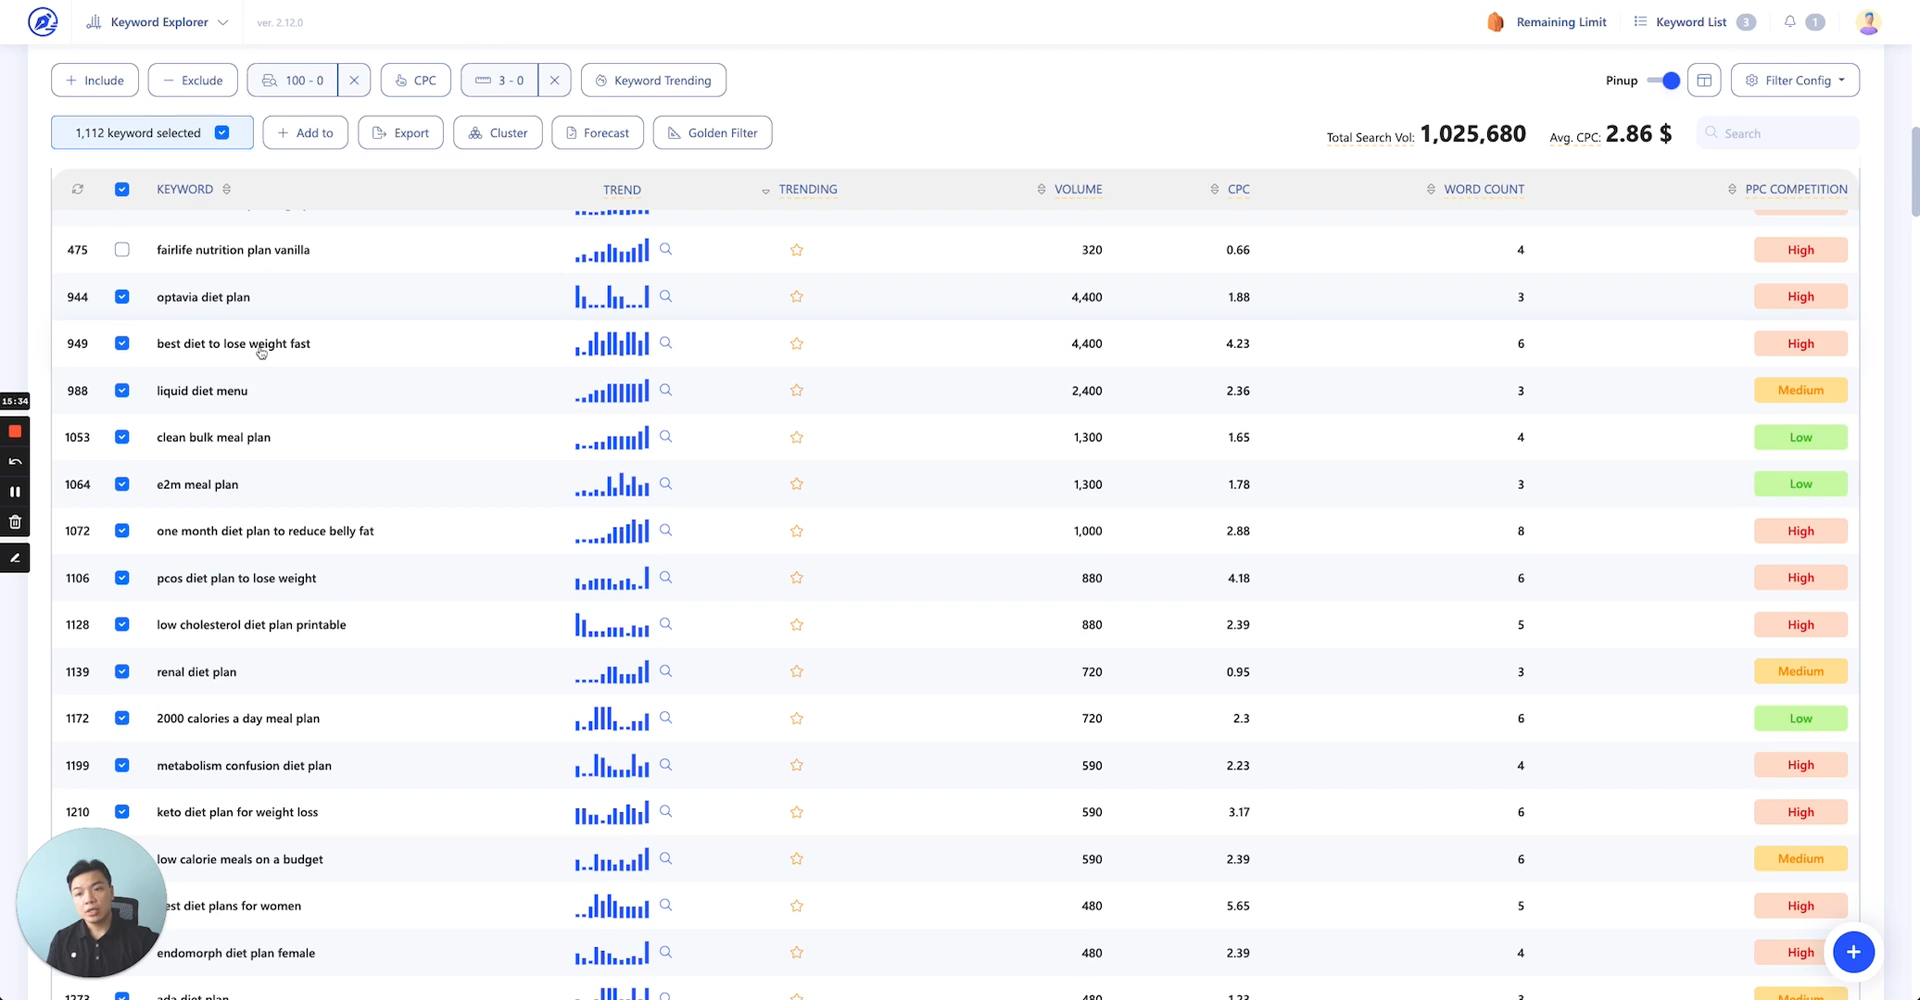 Keyword Explorer
ver. 2.12.0
Remaining Limit
Keyword List 3
1
+ Include
− Exclude
100 - 0
CPC
3 - 0
Keyword Trending
Pinup
Filter Config
1,112 keyword selected
+ Add to
Export
Cluster
Forecast
Golden Filter
Total Search Vol: 1,025,680
Avg. CPC: 2.86 $
Search
KEYWORD TREND TRENDING VOLUME CPC WORD COUNT PPC COMPETITION
475 fairlife nutrition plan vanilla 320 0.66 4 High
944 optavia diet plan 4,400 1.88 3 High
949 best diet to lose weight fast 4,400 4.23 6 High
988 liquid diet menu 2,400 2.36 3 Medium
1053 clean bulk meal plan 1,300 1.65 4 Low
1064 e2m meal plan 1,300 1.78 3 Low
1072 one month diet plan to reduce belly fat 1,000 2.88 8 High
1106 pcos diet plan to lose weight 880 4.18 6 High
1128 low cholesterol diet plan printable 880 2.39 5 High
1139 renal diet plan 720 0.95 3 Medium
1172 2000 calories a day meal plan 720 2.3 6 Low
1199 metabolism confusion diet plan 590 2.23 4 High
1210 keto diet plan for weight loss 590 3.17 6 High
low calorie meals on a budget 590 2.39 6 Medium
diet plans for women 480 5.65 5 High
endomorph diet plan female 480 2.39 4 High
1273 ada diet plan 480 1.23 3 Medium
15:34